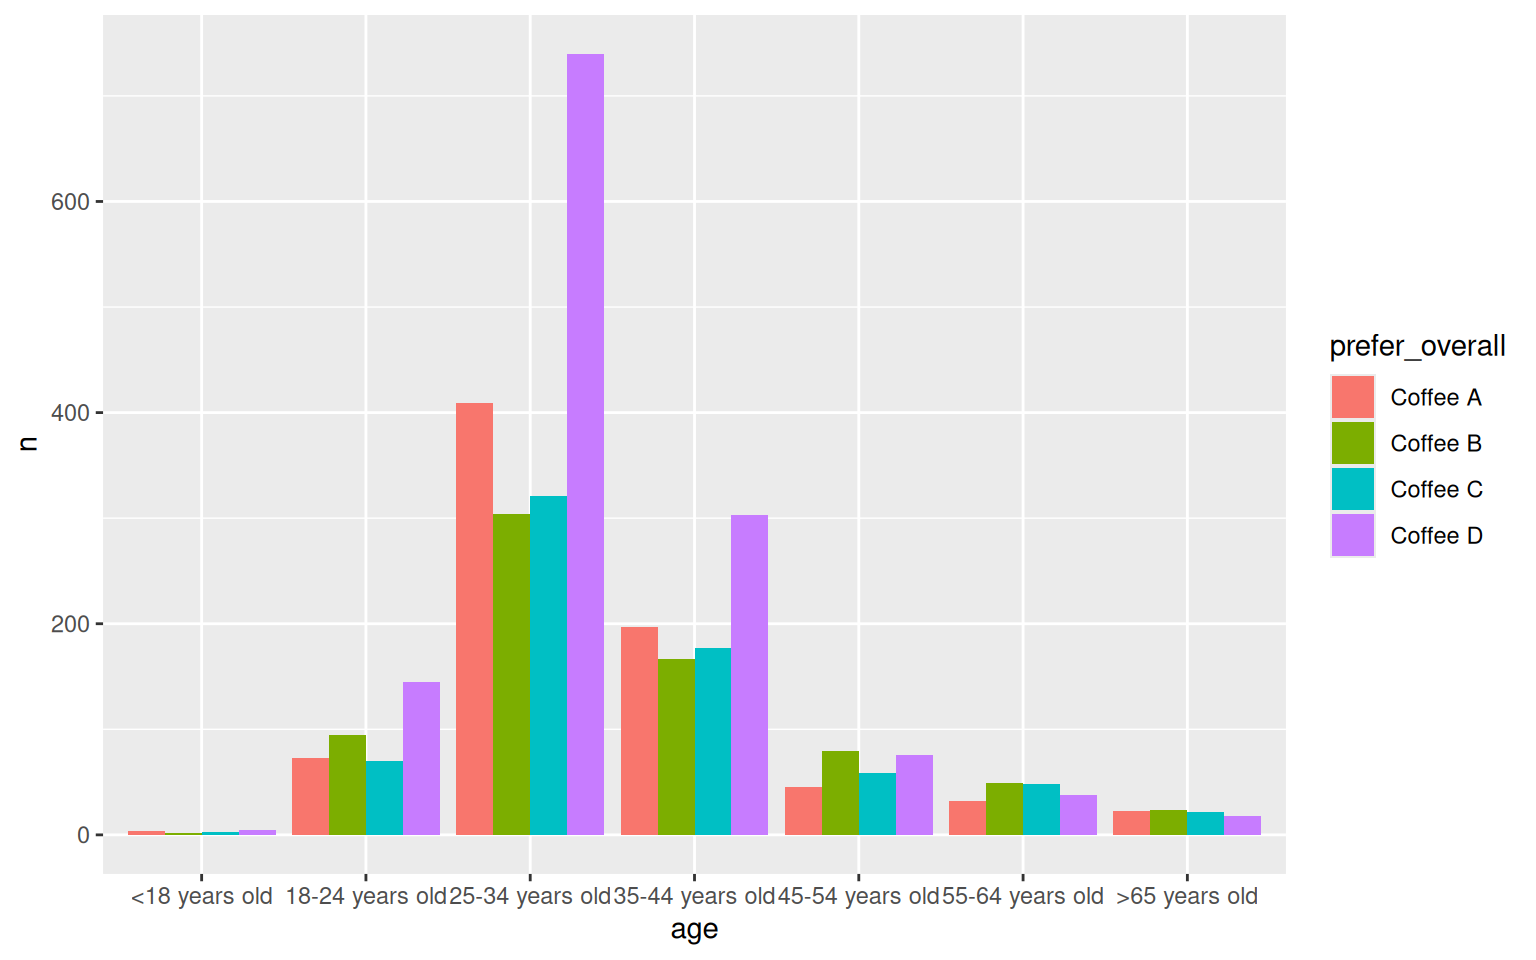 600
400
200
0
n
<18 years old
18-24 years old
25-34 years old
35-44 years old
45-54 years old
55-64 years old
>65 years old
age
prefer_overall
Coffee A
Coffee B
Coffee C
Coffee D